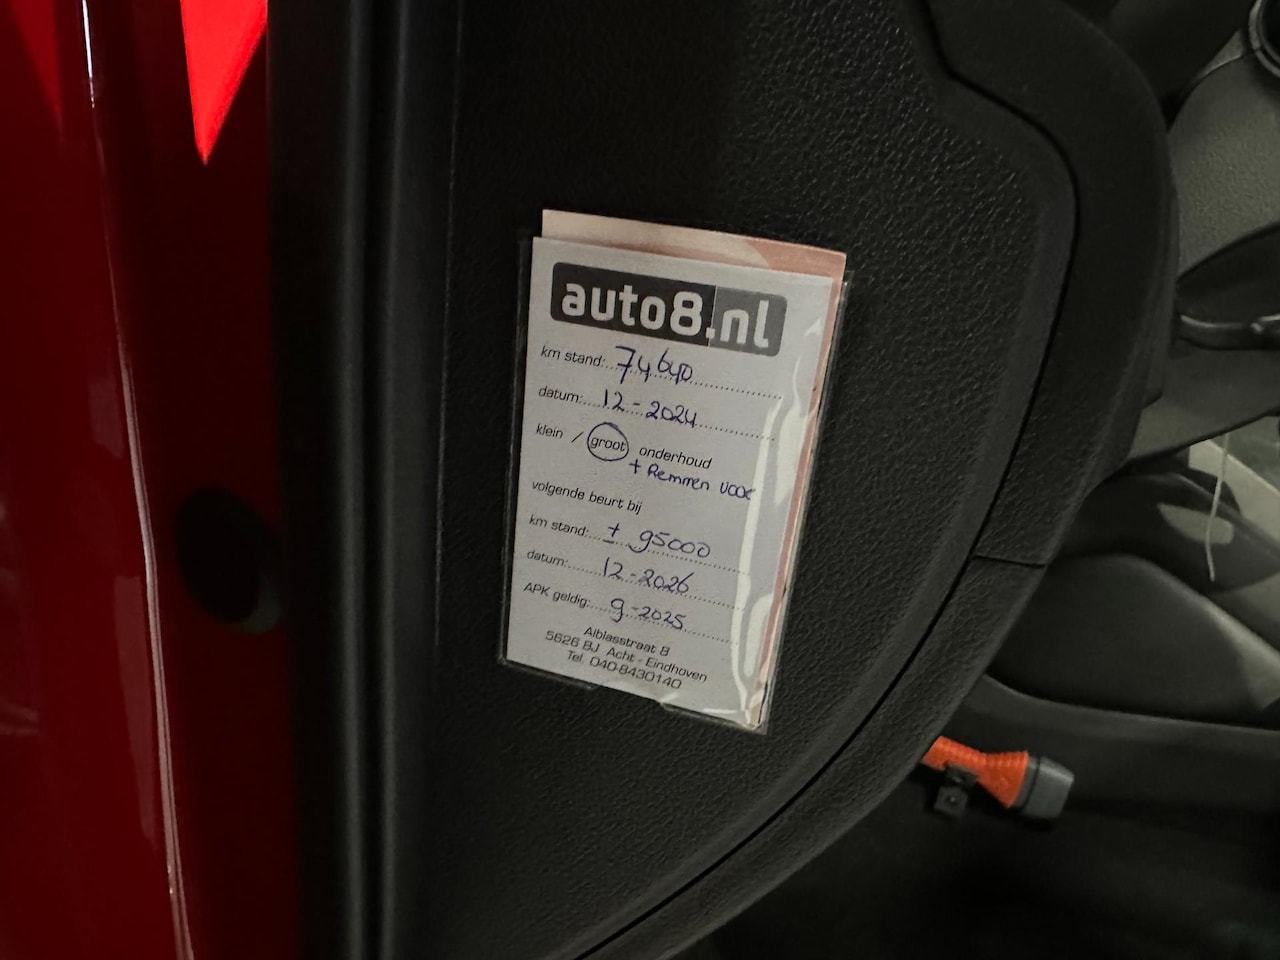 auto8.nl
km stand: 74640
datum: 12-2024
klein / groot onderhoud
+ Remmen voor
volgende beurt bij
km stand: ± 95000
datum: 12-2026
APK geldig: 9-2025
Alblasstraat 8
5626 BJ Acht - Eindhoven
Tel. 040-8430140